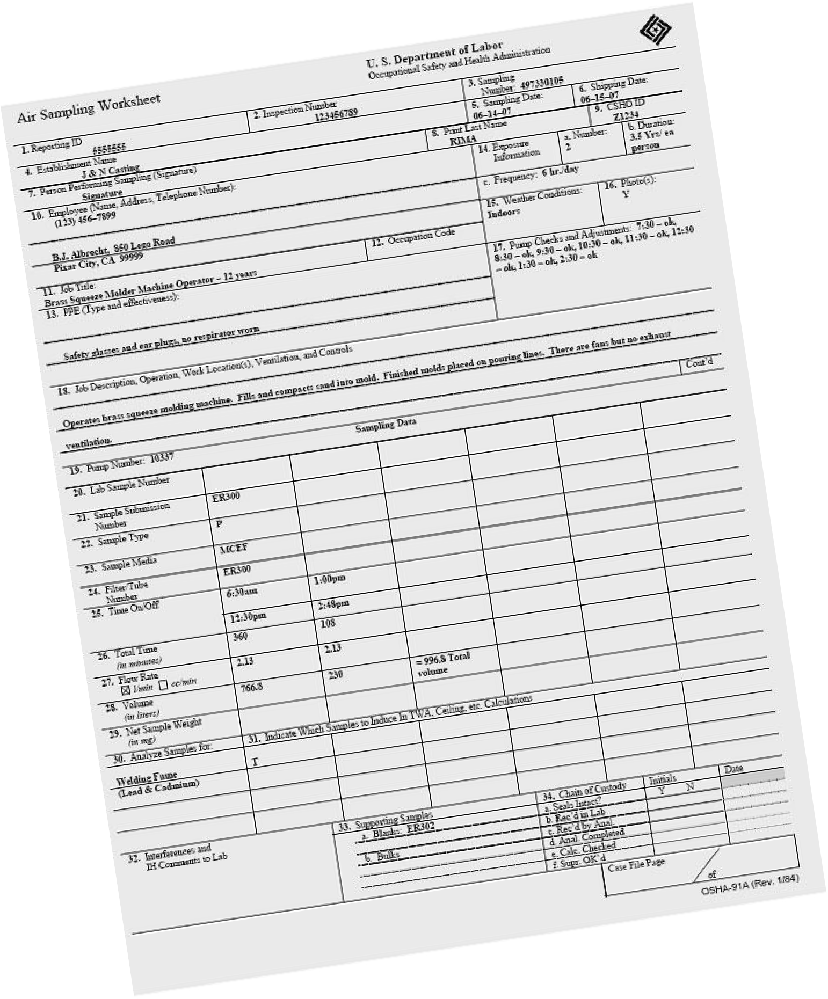 U. S. Department of Labor
Occupational Safety and Health Administration
Air Sampling Worksheet
1. Reporting ID
5555555
2. Inspection Number
123456789
3. Sampling
Number: 497330105
4. Establishment Name
J & N Casting
5. Sampling Date:
06-14-07
6. Shipping Date:
06-15-07
7. Person Performing Sampling (Signature)
Signature
8. Print Last Name
RIMA
9. CSHO ID
Z1234
10. Employee (Name, Address, Telephone Number):
(123) 456-7899
B.J. Albrecht, 850 Lego Road
Pixar City, CA 99999
14. Exposure
Information
a. Number:
2
b. Duration:
3.5 Yrs/ ea
person
c. Frequency: 6 hr./day
15. Weather Conditions:
Indoors
16. Photo(s):
Y
11. Job Title:
Brass Squeeze Molder Machine Operator – 12 years
12. Occupation Code
13. PPE (Type and effectiveness):
Safety glasses and ear plugs, no respirator worn
17. Pump Checks and Adjustments: 7:30 – ok,
8:30 – ok, 9:30 – ok, 10:30 – ok, 11:30 – ok, 12:30
– ok, 1:30 – ok, 2:30 – ok
18. Job Description, Operation, Work Location(s), Ventilation, and Controls
Operates brass squeeze molding machine. Fills and compacts sand into mold. Finished molds placed on pouring lines. There are fans but no exhaust
ventilation.
Cont'd
Sampling Data
19. Pump Number: 10337
20. Lab Sample Number
21. Sample Submission
Number
ER300
22. Sample Type
P
23. Sample Media
MCEF
24. Filter/Tube
Number
ER300
25. Time On/Off
6:30am 1:00pm
12:30pm 2:48pm
26. Total Time
(in minutes)
360 108
27. Flow Rate
l/min cc/min
2.13 2.13
28. Volume
(in liters)
766.8 230 = 996.8 Total
volume
29. Net Sample Weight
(in mg)
30. Analyze Samples for:
31. Indicate Which Samples to Induce In TWA, Ceiling, etc. Calculations
Welding Fume
(Lead & Cadmium)
T
32. Interferences and
IH Comments to Lab
33. Supporting Samples
a. Blanks: ER302
b. Bulks
34. Chain of Custody
Initials
Date
a. Seals Intact?
Y N
b. Rec'd in Lab
c. Rec'd by Anal.
d. Anal. Completed
e. Calc. Checked
f. Supr. OK'd
Case File Page
/
of
OSHA-91A (Rev. 1/84)